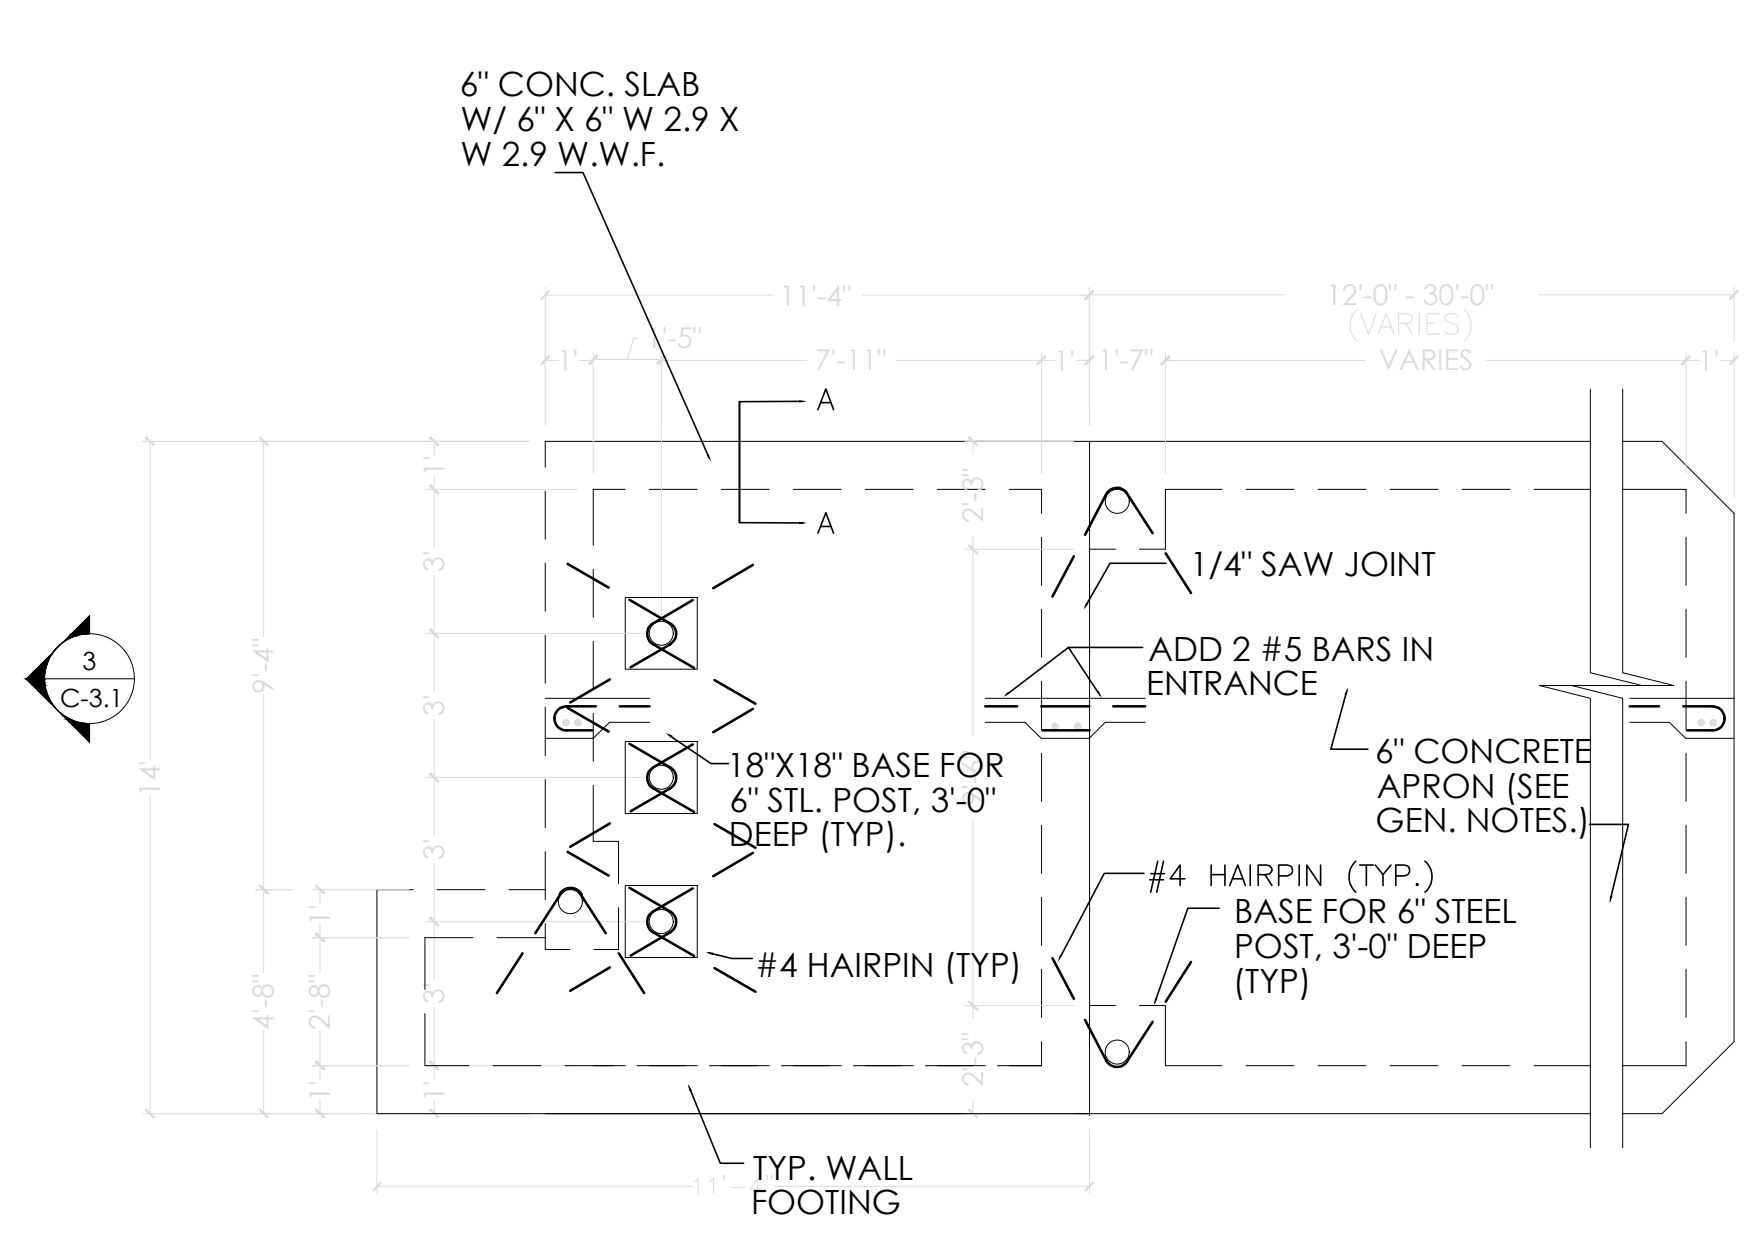 6" CONC. SLAB
W/ 6" X 6" W 2.9 X
W 2.9 W.W.F.
11'-4"
12'-0" - 30'-0"
(VARIES)
1'-5"
1'
7'-11"
1'
1'-7"
VARIES
1'
A
A
1'
2'-3"
3'
1/4" SAW JOINT
3
C-3.1
9'-4"
3'
ADD 2 #5 BARS IN
ENTRANCE
14'
18"X18" BASE FOR
6" STL. POST, 3'-0"
DEEP (TYP).
9'-6"
6" CONCRETE
APRON (SEE
GEN. NOTES.)
3'
#4 HAIRPIN (TYP.)
BASE FOR 6" STEEL
POST, 3'-0" DEEP
(TYP)
1'
#4 HAIRPIN (TYP)
4'-8"
2'-8"
3'
2'-3"
1'
1'
TYP. WALL
FOOTING
11'-4"